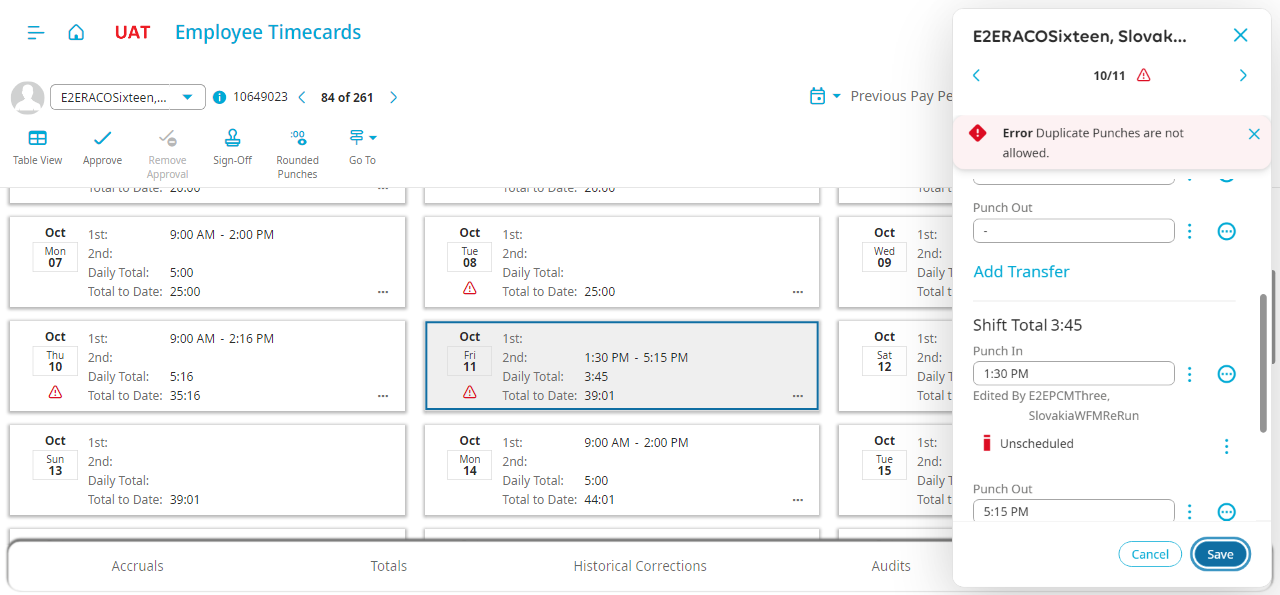 UAT
Employee Timecards
E2ERACOSixteen,...
10649023
84 of 261
Previous Pay Pe
Table View
Approve
Remove
Approval
Sign-Off
Rounded
Punches
Go To
Total to Date: 20:00
Total to Date: 20:00
Oct
Mon
07
1st: 9:00 AM - 2:00 PM
2nd:
Daily Total: 5:00
Total to Date: 25:00
Oct
Tue
08
1st:
2nd:
Daily Total:
Total to Date: 25:00
Oct
Wed
09
1st:
2nd:
Daily T
Total t
Oct
Thu
10
1st: 9:00 AM - 2:16 PM
2nd:
Daily Total: 5:16
Total to Date: 35:16
Oct
Fri
11
1st:
2nd: 1:30 PM - 5:15 PM
Daily Total: 3:45
Total to Date: 39:01
Oct
Sat
12
1st:
2nd:
Daily T
Total t
Oct
Sun
13
1st:
2nd:
Daily Total:
Total to Date: 39:01
Oct
Mon
14
1st: 9:00 AM - 2:00 PM
2nd:
Daily Total: 5:00
Total to Date: 44:01
Oct
Tue
15
1st:
2nd:
Daily T
Total t
Accruals
Totals
Historical Corrections
Audits
E2ERACOSixteen, Slovak...
10/11
Error Duplicate Punches are not
allowed.
Punch Out
-
Add Transfer
Shift Total 3:45
Punch In
1:30 PM
Edited By E2EPCMThree,
SlovakiaWFMReRun
Unscheduled
Punch Out
5:15 PM
Cancel
Save